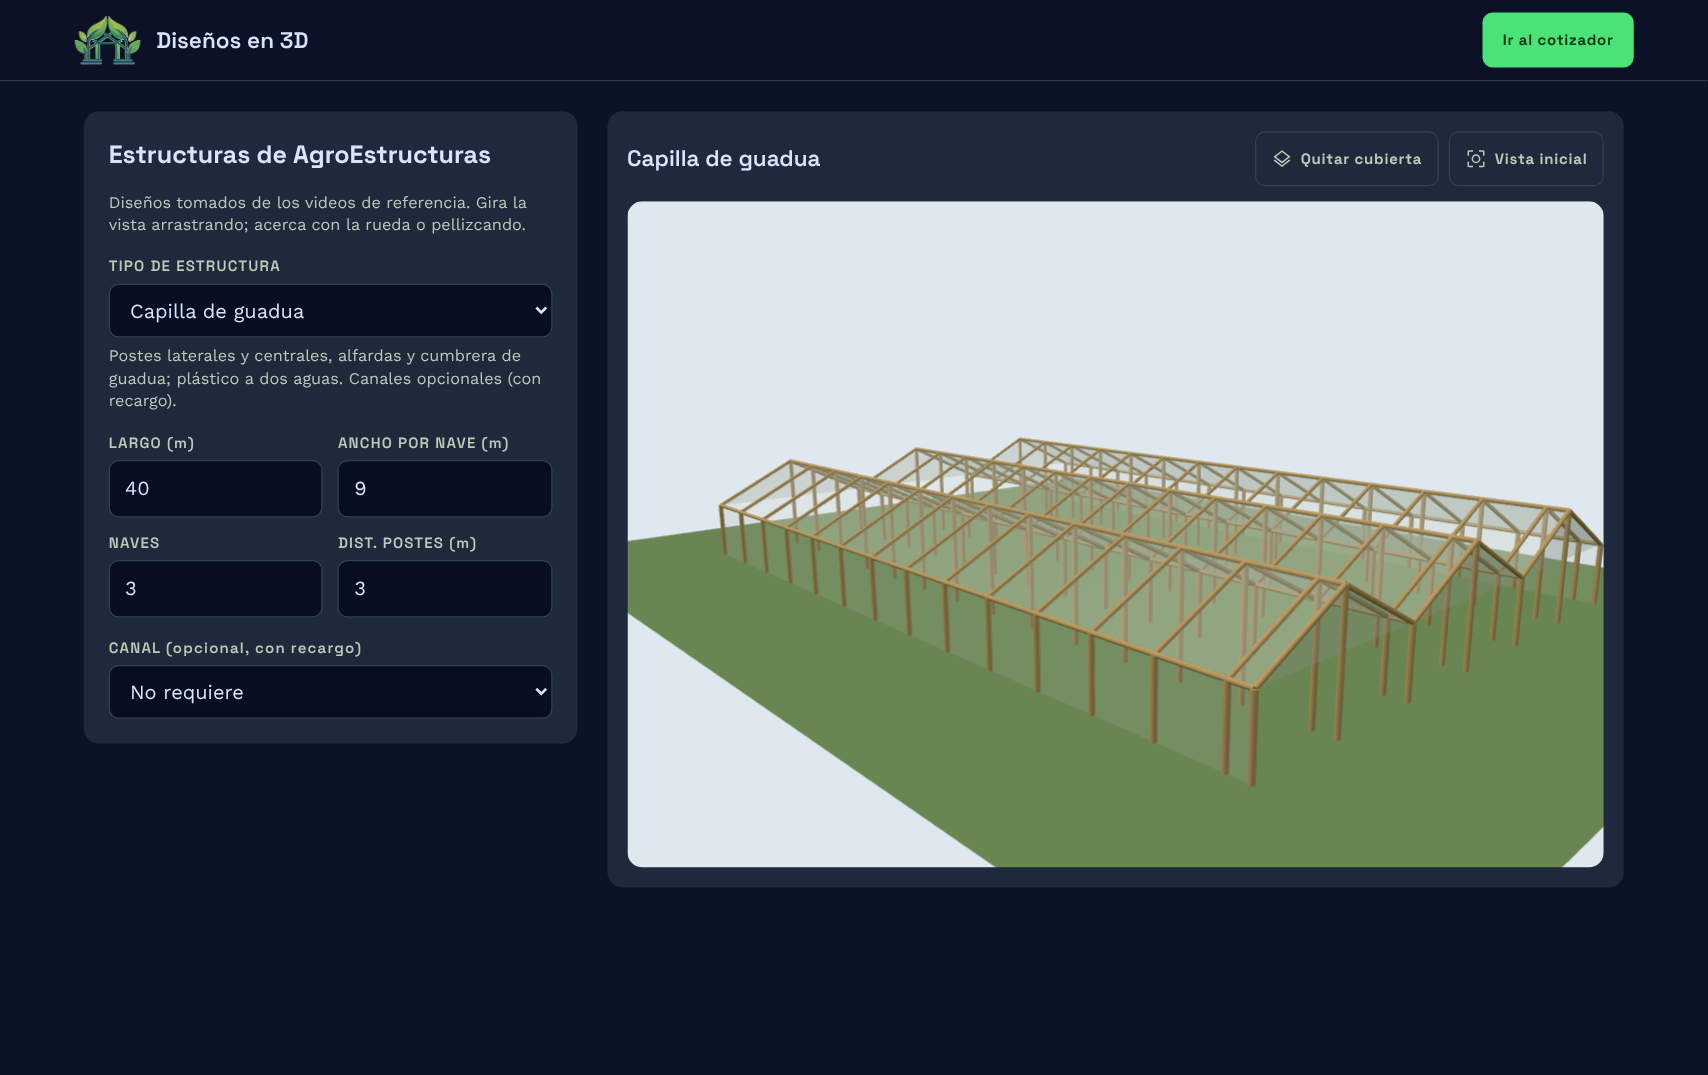 Diseños en 3D
Ir al cotizador
Estructuras de AgroEstructuras
Diseños tomados de los videos de referencia. Gira la
vista arrastrando; acerca con la rueda o pellizcando.
TIPO DE ESTRUCTURA
Capilla de guadua
Postes laterales y centrales, alfardas y cumbrera de
guadua; plástico a dos aguas. Canales opcionales (con
recargo).
LARGO (m)
ANCHO POR NAVE (m)
40
9
NAVES
DIST. POSTES (m)
3
3
CANAL (opcional, con recargo)
No requiere
Capilla de guadua
Quitar cubierta
Vista inicial